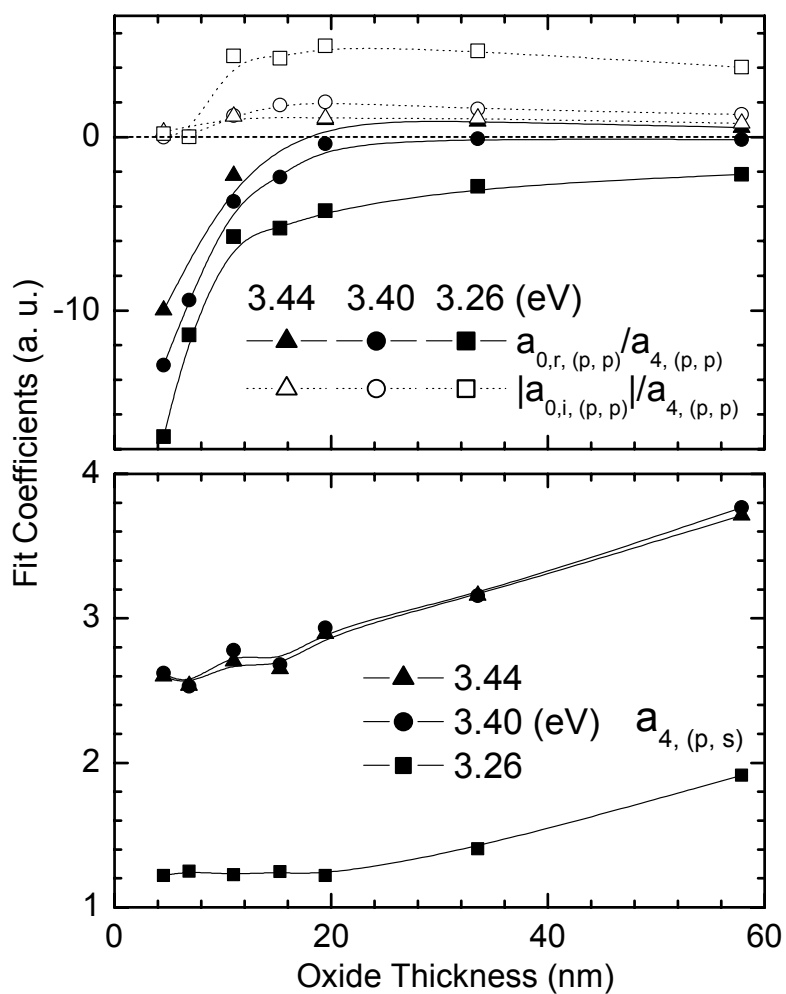 0
-10
3.44 3.40 3.26 (eV)
a0,r, (p, p)/a4, (p, p)
|a0,i, (p, p)|/a4, (p, p)
Fit Coefficients (a. u.)
4
3
2
1
3.44
3.40 (eV) a4, (p, s)
3.26
0 20 40 60
Oxide Thickness (nm)